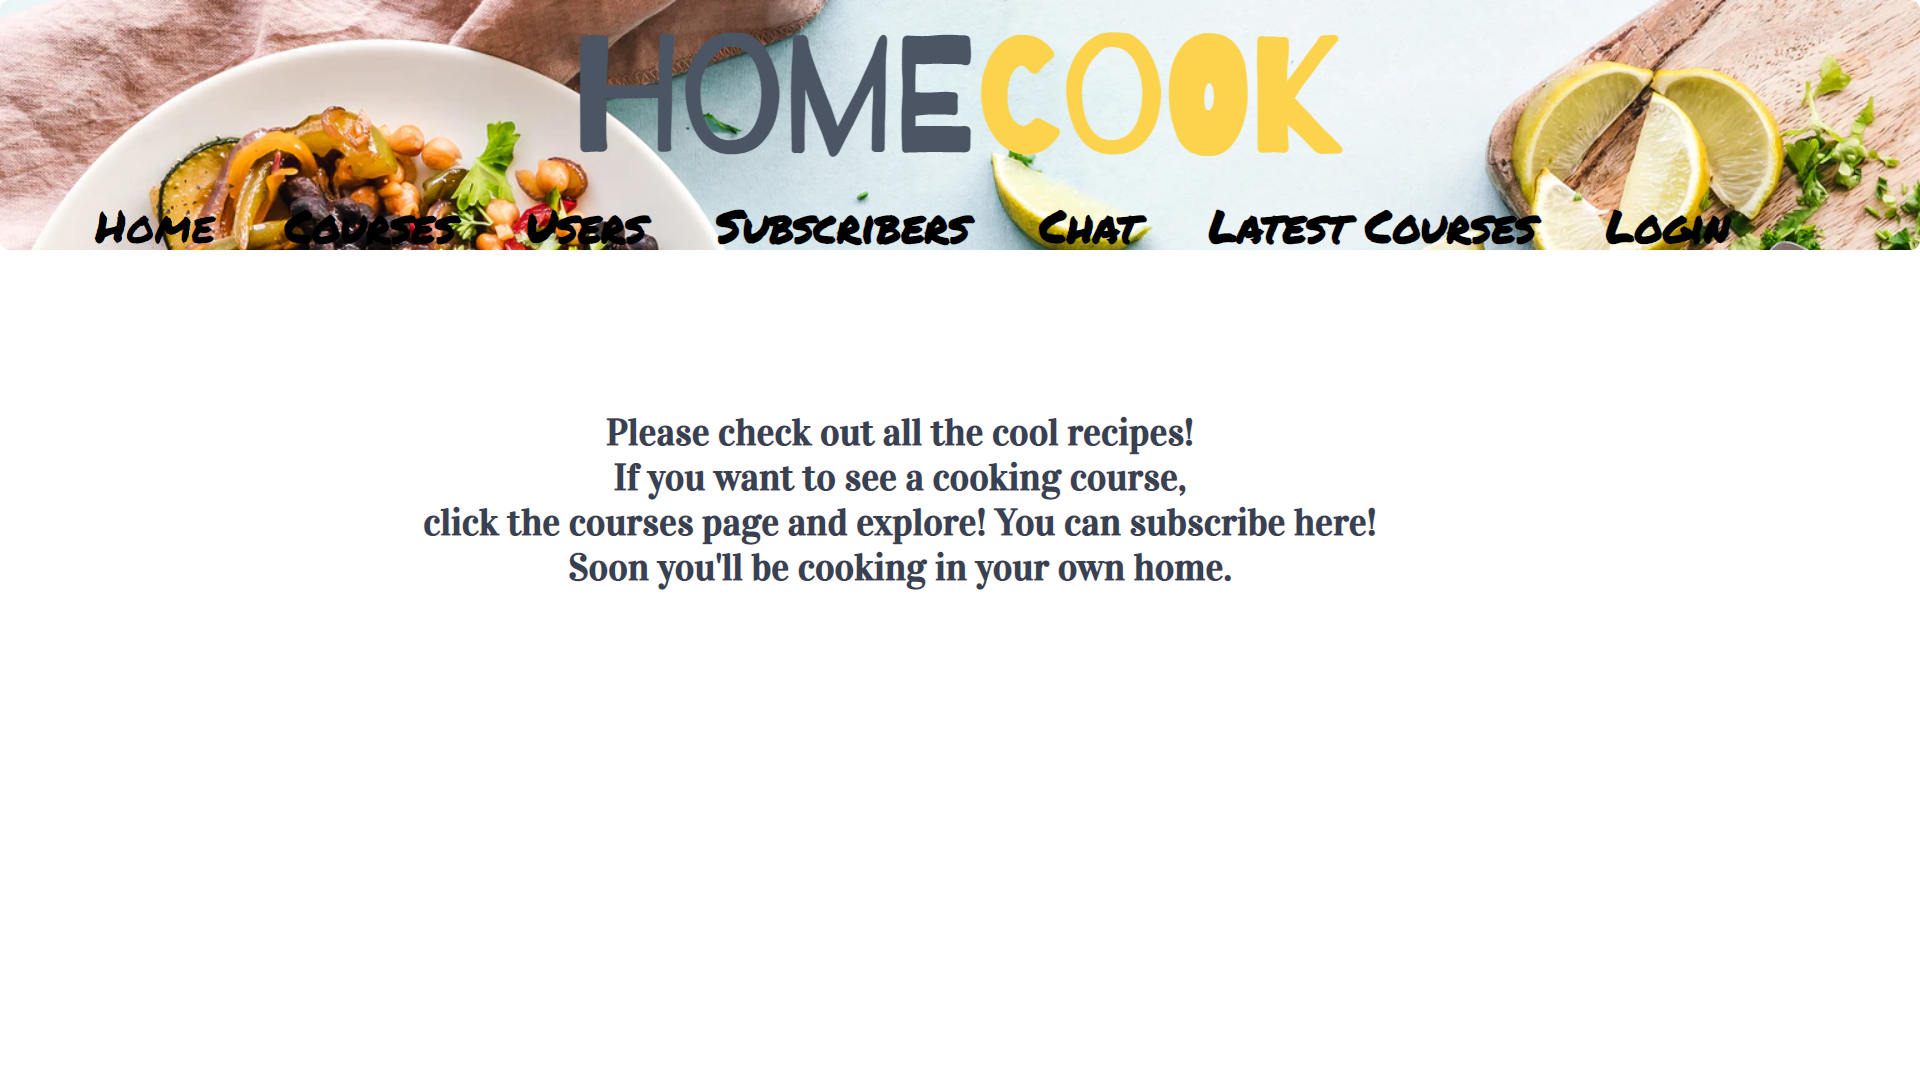 HOMECOOK
Home Courses Users Subscribers Chat Latest Courses Login
Please check out all the cool recipes!
If you want to see a cooking course,
click the courses page and explore! You can subscribe here!
Soon you'll be cooking in your own home.